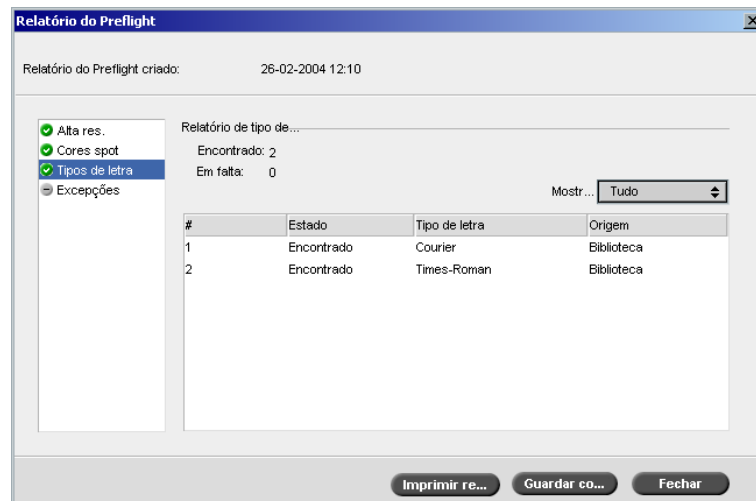 Relatório do Preflight
Relatório do Preflight criado: 26-02-2004 12:10
Alta res.
Cores spot
Tipos de letra
Excepções
Relatório de tipo de...
Encontrado: 2
Em falta: 0
Mostr... Tudo
# Estado Tipo de letra Origem
1 Encontrado Courier Biblioteca
2 Encontrado Times-Roman Biblioteca
Imprimir re... Guardar co... Fechar